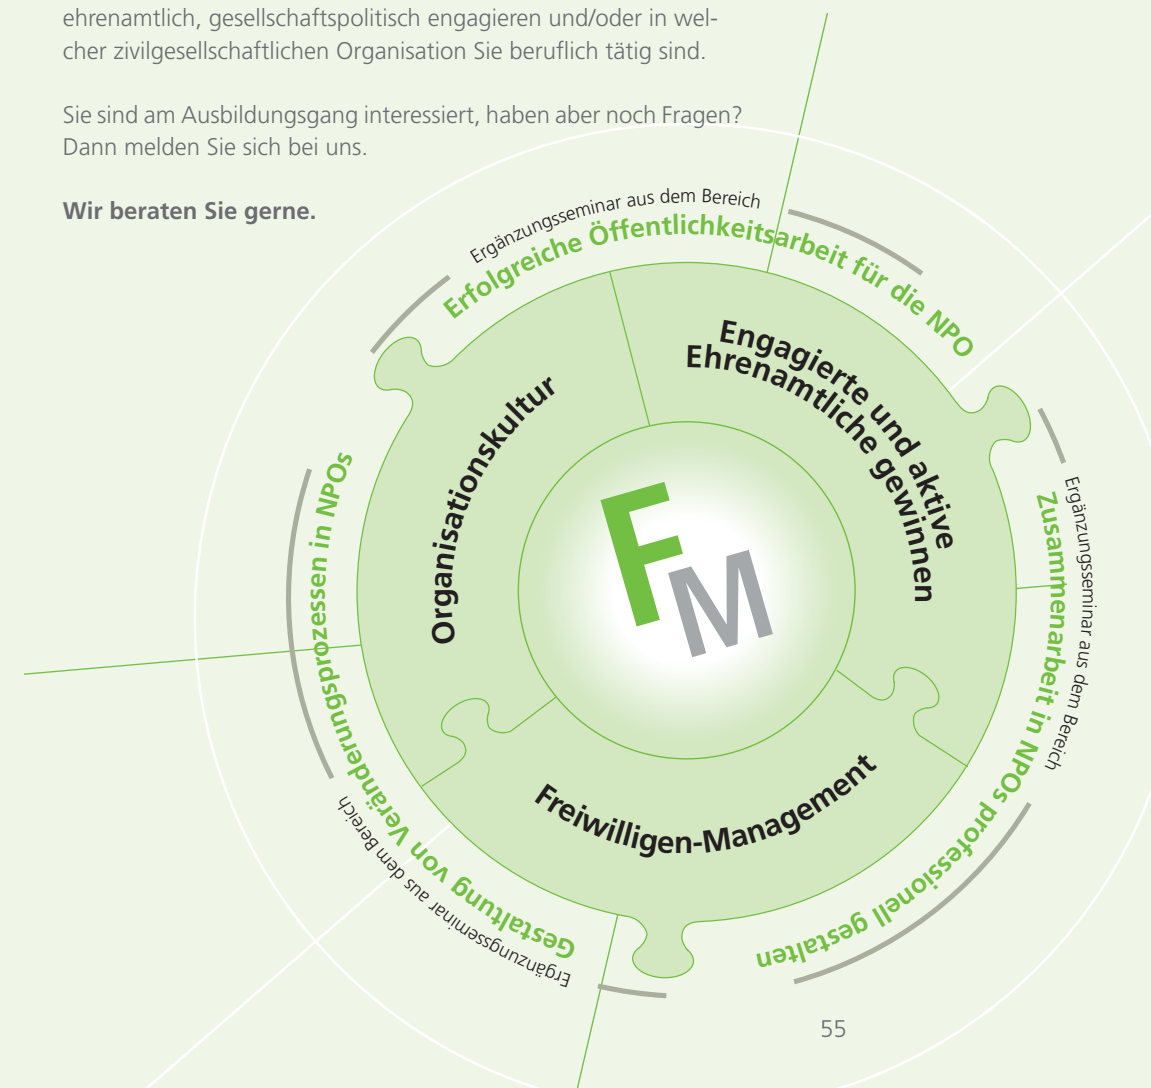 ehrenamtlich, gesellschaftspolitisch engagieren und/oder in wel-
cher zivilgesellschaftlichen Organisation Sie beruflich tätig sind.
Sie sind am Ausbildungsgang interessiert, haben aber noch Fragen?
Dann melden Sie sich bei uns.
Wir beraten Sie gerne.
Ergänzungsseminar aus dem Bereich
Erfolgreiche Öffentlichkeitsarbeit für die NPO
Engagierte und aktive
Ehrenamtliche gewinnen
Organisationskultur
FM
Ergänzungsseminar aus dem Bereich
Zusammenarbeit in NPOs professionell gestalten
Freiwilligen-Management
Gestaltung von Veränderungsprozessen in NPOs
Ergänzungsseminar aus dem Bereich
55